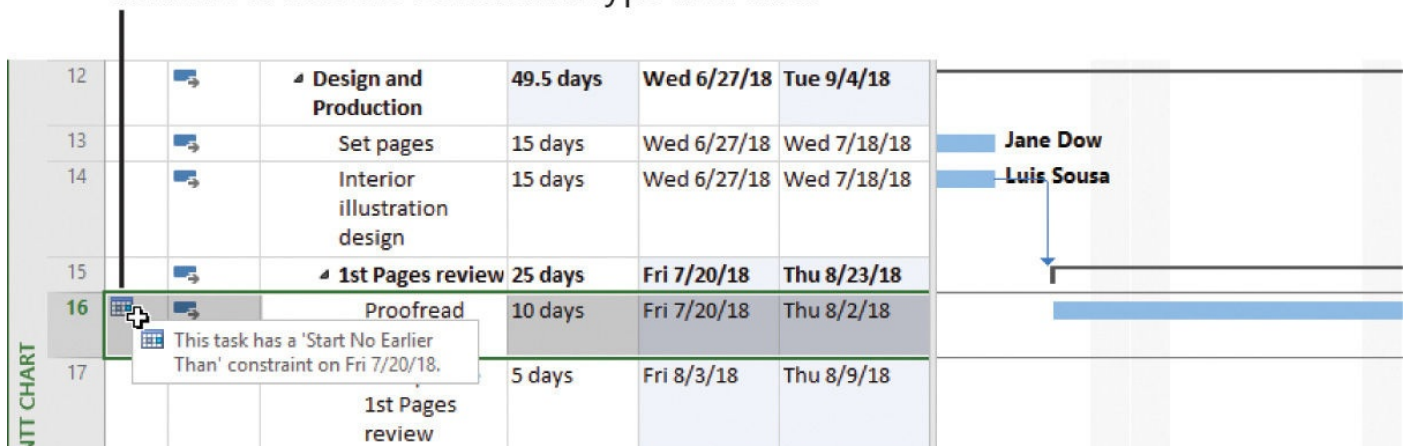 12 Design and 49.5 days Wed 6/27/18 Tue 9/4/18
Production
13 Set pages 15 days Wed 6/27/18 Wed 7/18/18 Jane Dow
14 Interior 15 days Wed 6/27/18 Wed 7/18/18 Luis Sousa
illustration
design
15 1st Pages review 25 days Fri 7/20/18 Thu 8/23/18
16 Proofread 10 days Fri 7/20/18 Thu 8/2/18
This task has a 'Start No Earlier
Than' constraint on Fri 7/20/18.
17 5 days Fri 8/3/18 Thu 8/9/18
1st Pages
review
CHART